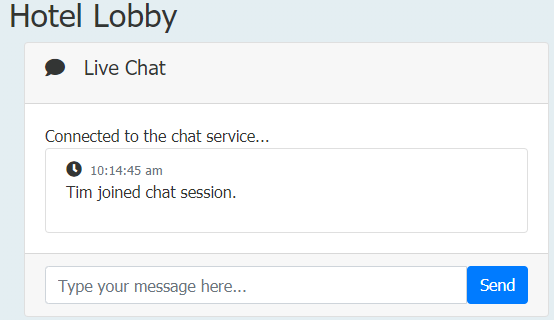 Hotel Lobby
Live Chat
Connected to the chat service...
10:14:45 am
Tim joined chat session.
Type your message here...
Send